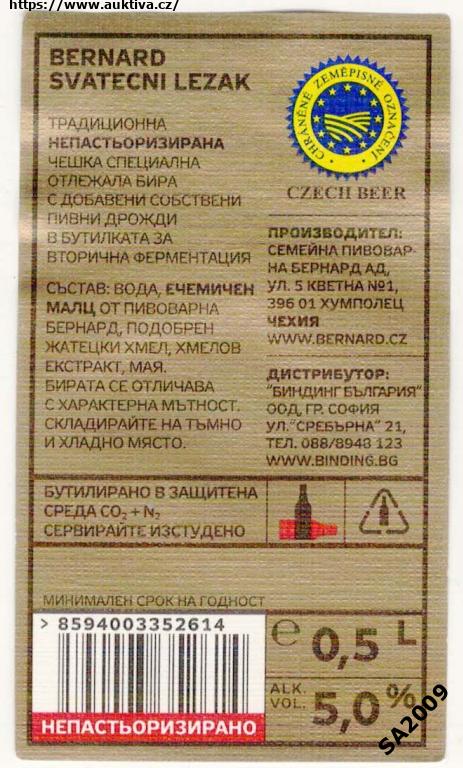 https://www.auktiva.cz/
BERNARD
SVATECNI LEZAK
ТРАДИЦИОННА
НЕПАСТЬОРИЗИРАНА
ЧЕШКА СПЕЦИАЛНА
ОТЛЕЖАЛА БИРА
С ДОБАВЕНИ СОБСТВЕНИ
ПИВНИ ДРОЖДИ
В БУТИЛКАТА ЗА
ВТОРИЧНА ФЕРМЕНТАЦИЯ
СЪСТАВ: ВОДА, ЕЧЕМИЧЕН
МАЛЦ ОТ ПИВОВАРНА
БЕРНАРД, ПОДОБРЕН
ЖАТЕЦКИ ХМЕЛ, ХМЕЛОВ
ЕКСТРАКТ, МАЯ.
БИРАТА СЕ ОТЛИЧАВА
С ХАРАКТЕРНА МЪТНОСТ.
СКЛАДИРАЙТЕ НА ТЪМНО
И ХЛАДНО МЯСТО.
CHRÁNĚNÉ ZEMĚPISNÉ OZNAČENÍ
CZECH BEER
ПРОИЗВОДИТЕЛ:
СЕМЕЙНА ПИВОВАР-
НА БЕРНАРД АД,
УЛ. 5 КВЕТНА №1,
396 01 ХУМПОЛЕЦ
ЧЕХИЯ
WWW.BERNARD.CZ
ДИСТРИБУТОР:
"БИНДИНГ БЪЛГАРИЯ"
ООД, ГР. СОФИЯ
УЛ."СРЕБЪРНА" 21,
ТЕЛ. 088/8948 123
WWW.BINDING.BG
БУТИЛИРАНО В ЗАЩИТЕНА
СРЕДА CO₂ + N₂
СЕРВИРАЙТЕ ИЗСТУДЕНО
МИНИМАЛЕН СРОК НА ГОДНОСТ
> 8594003352614
НЕПАСТЬОРИЗИРАНО
℮ 0,5 L
ALK.
VOL. 5,0 %
SA2009